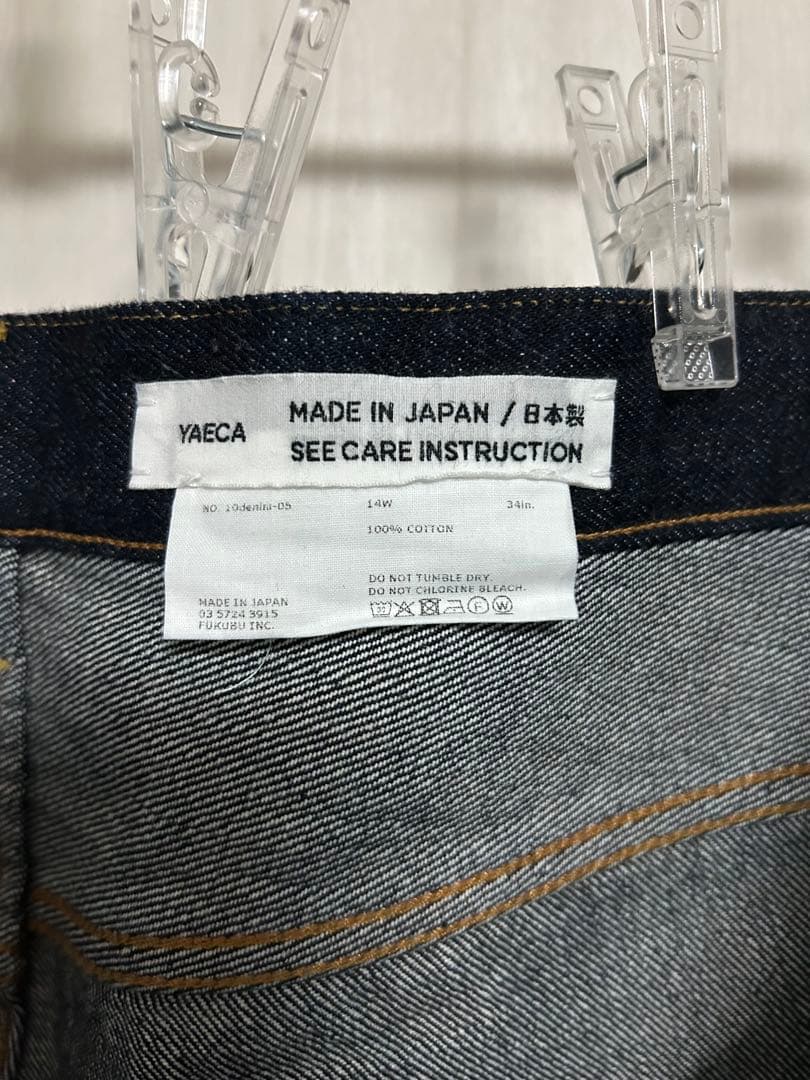 YAECA
MADE IN JAPAN / 日本製
SEE CARE INSTRUCTION
NO. 10denim-05 14W 34in.
100% COTTON
DO NOT TUMBLE DRY.
DO NOT CHLORINE BLEACH.
MADE IN JAPAN
03 5724 3915
FUKUBU INC.